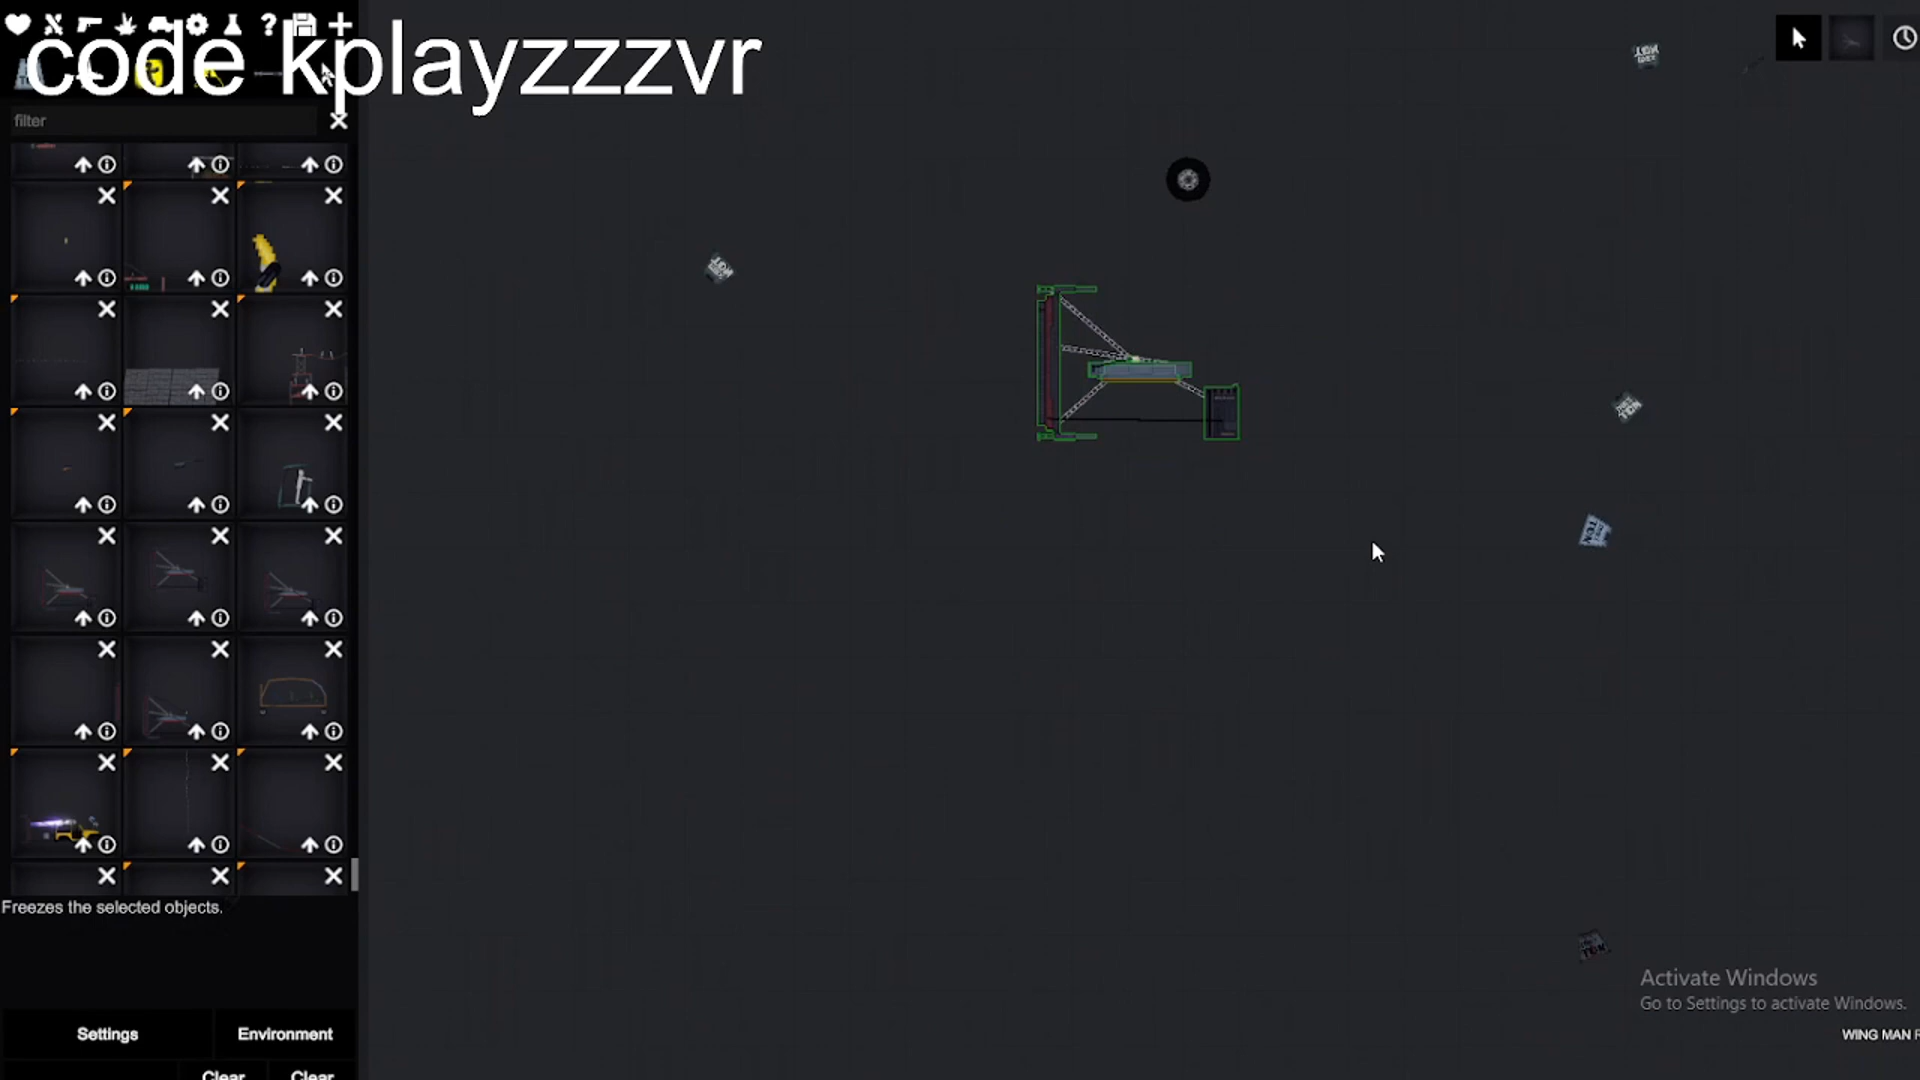 code kplayzzzvr
filter
Freezes the selected objects.
Activate Windows
Go to Settings to activate Windows.
Settings
Environment
WING MAN
Clear
Clear